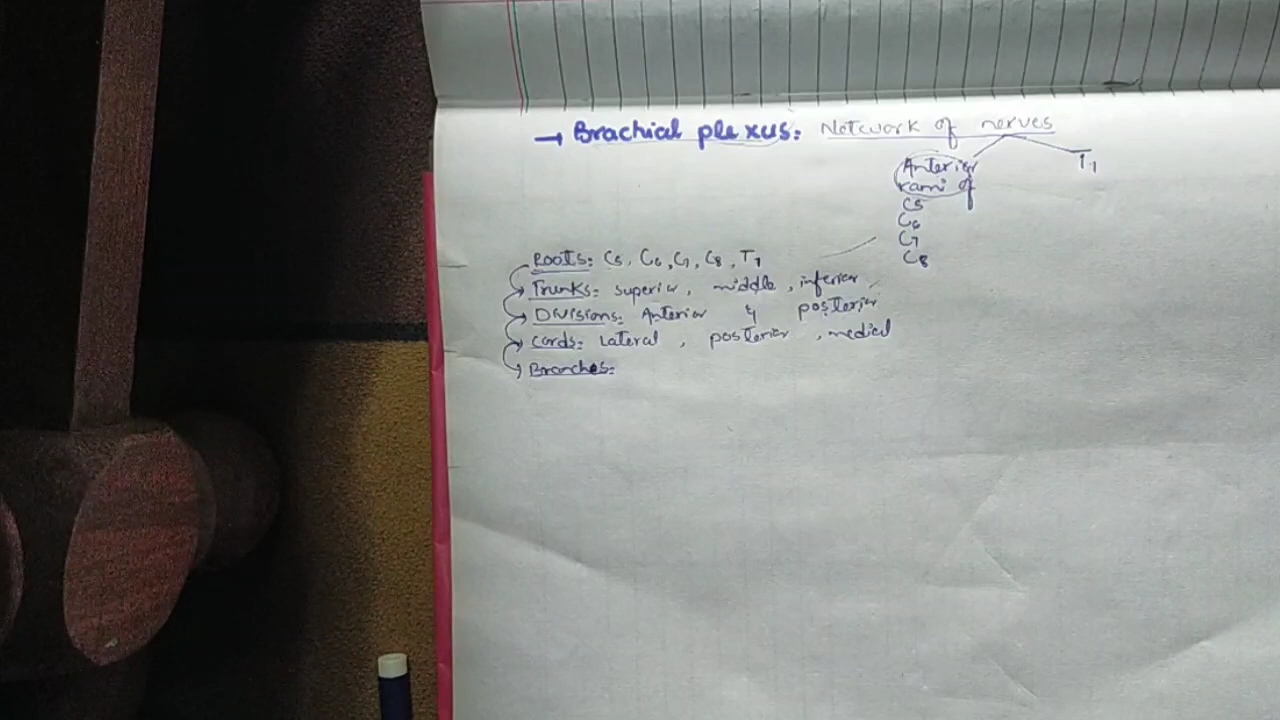 → Brachial plexus: Network of nerves
Anterior T1
rami of
C5
C6
C7
C8
Roots: C5, C6, C7, C8, T1
Trunks: superior, middle, inferior
Divisions: Anterior & posterior
cords: Lateral, posterior, medial
Branches: